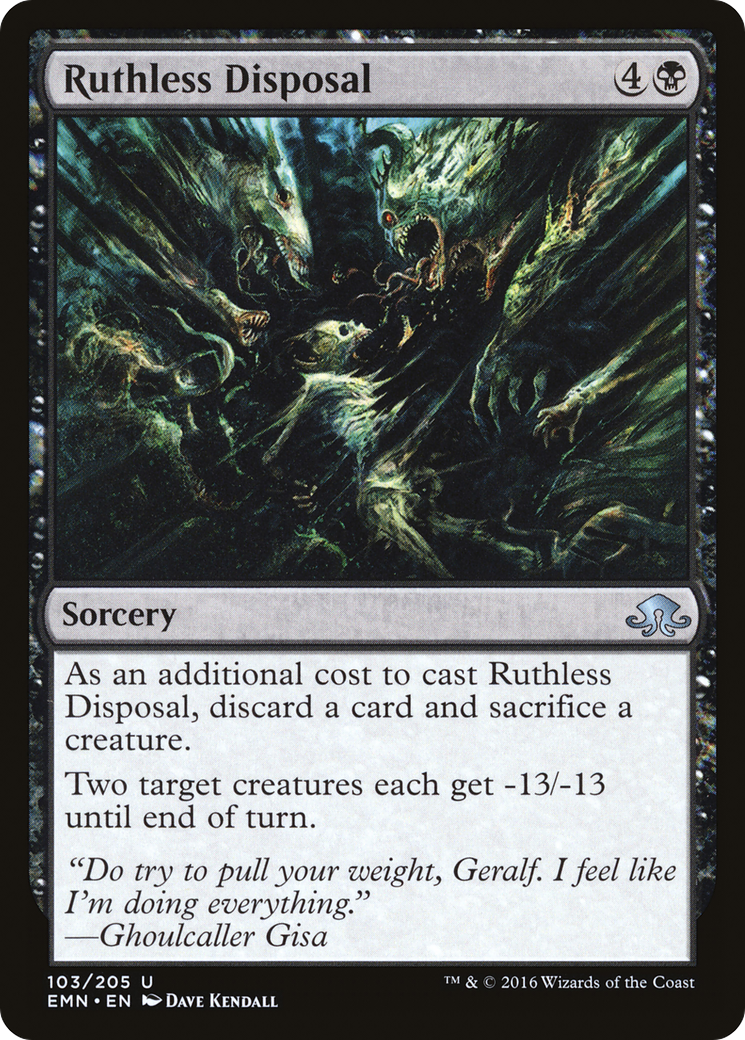 Ruthless Disposal 4
Sorcery
As an additional cost to cast Ruthless
Disposal, discard a card and sacrifice a
creature.
Two target creatures each get -13/-13
until end of turn.
“Do try to pull your weight, Geralf. I feel like
I’m doing everything.”
—Ghoulcaller Gisa
103/205 U
EMN • EN Dave Kendall
™ & © 2016 Wizards of the Coast